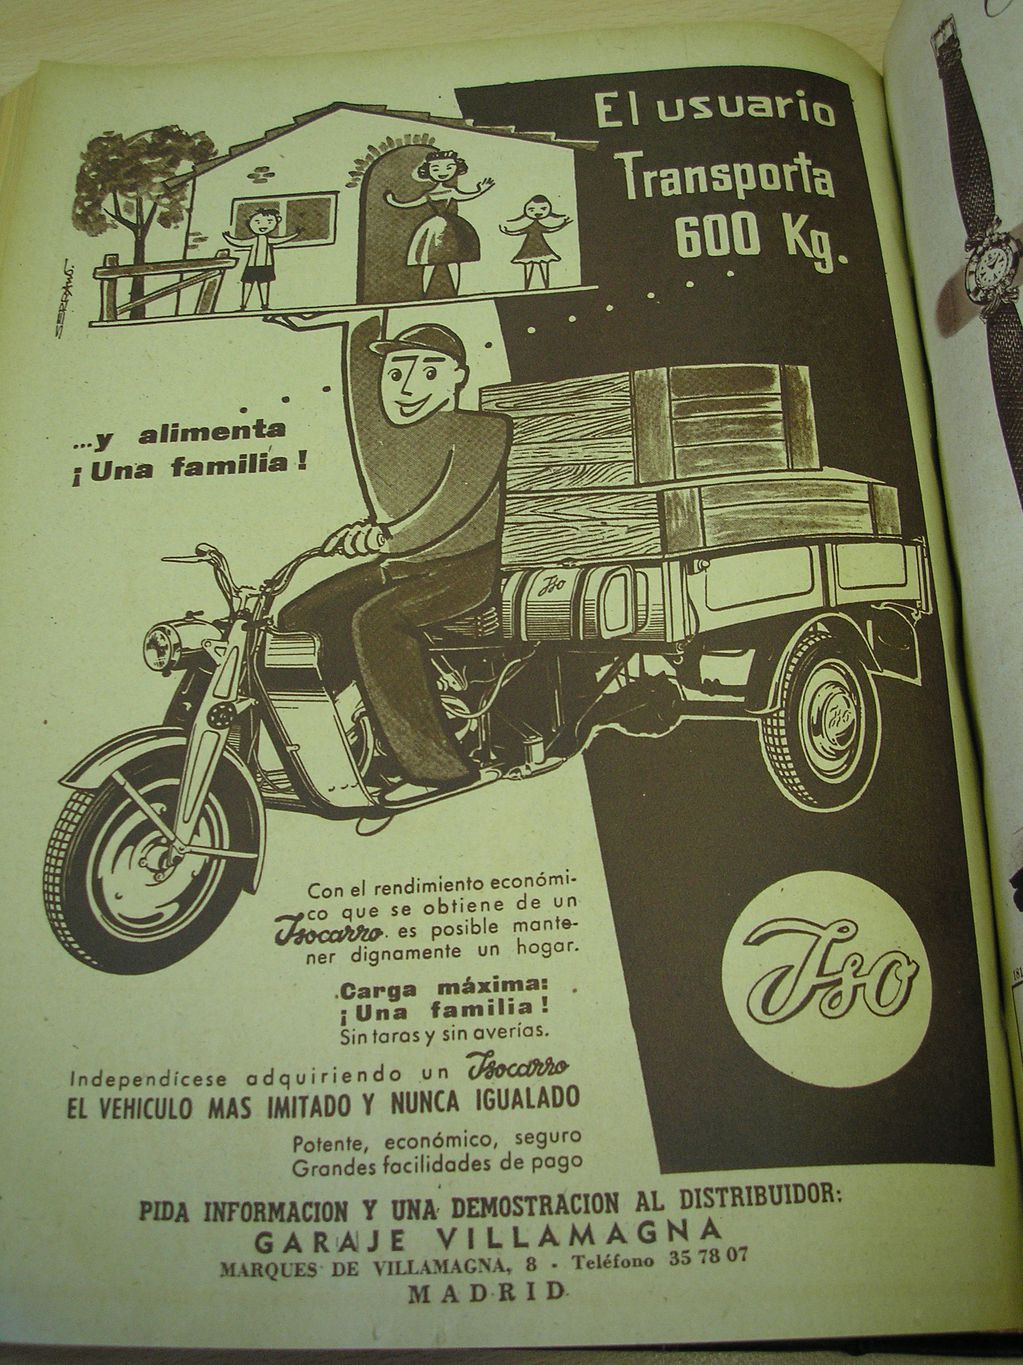 El usuario
Transporta
600 Kg.
SERRANO.
...y alimenta
¡Una familia!
Iso
Iso
Con el rendimiento económi-
co que se obtiene de un
Isocarro. es posible mante-
ner dignamente un hogar.
Carga máxima:
¡Una familia!
Sin taras y sin averías.
Iso
Independícese adquiriendo un Isocarro
EL VEHICULO MAS IMITADO Y NUNCA IGUALADO
Potente, económico, seguro
Grandes facilidades de pago
PIDA INFORMACION Y UNA DEMOSTRACION AL DISTRIBUIDOR:
GARAJE VILLAMAGNA
MARQUES DE VILLAMAGNA, 8 - Teléfono 35 78 07
MADRID